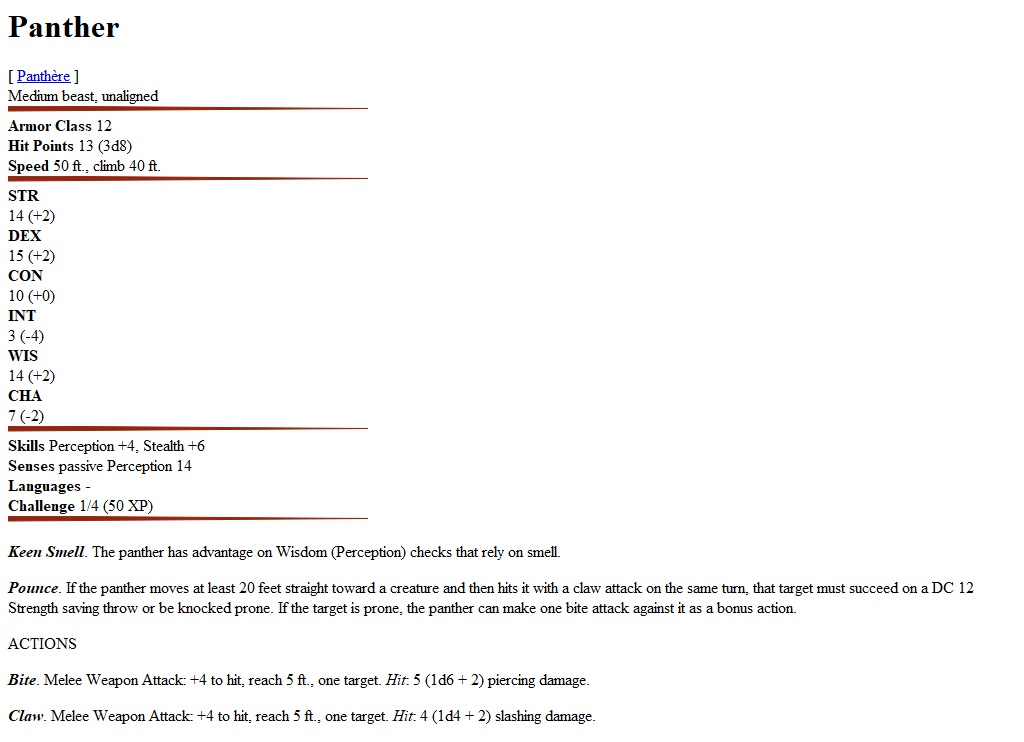 Panther
[ Panthère ]
Medium beast, unaligned
Armor Class 12
Hit Points 13 (3d8)
Speed 50 ft., climb 40 ft.
STR
14 (+2)
DEX
15 (+2)
CON
10 (+0)
INT
3 (-4)
WIS
14 (+2)
CHA
7 (-2)
Skills Perception +4, Stealth +6
Senses passive Perception 14
Languages -
Challenge 1/4 (50 XP)
Keen Smell. The panther has advantage on Wisdom (Perception) checks that rely on smell.
Pounce. If the panther moves at least 20 feet straight toward a creature and then hits it with a claw attack on the same turn, that target must succeed on a DC 12
Strength saving throw or be knocked prone. If the target is prone, the panther can make one bite attack against it as a bonus action.
ACTIONS
Bite. Melee Weapon Attack: +4 to hit, reach 5 ft., one target. Hit: 5 (1d6 + 2) piercing damage.
Claw. Melee Weapon Attack: +4 to hit, reach 5 ft., one target. Hit: 4 (1d4 + 2) slashing damage.